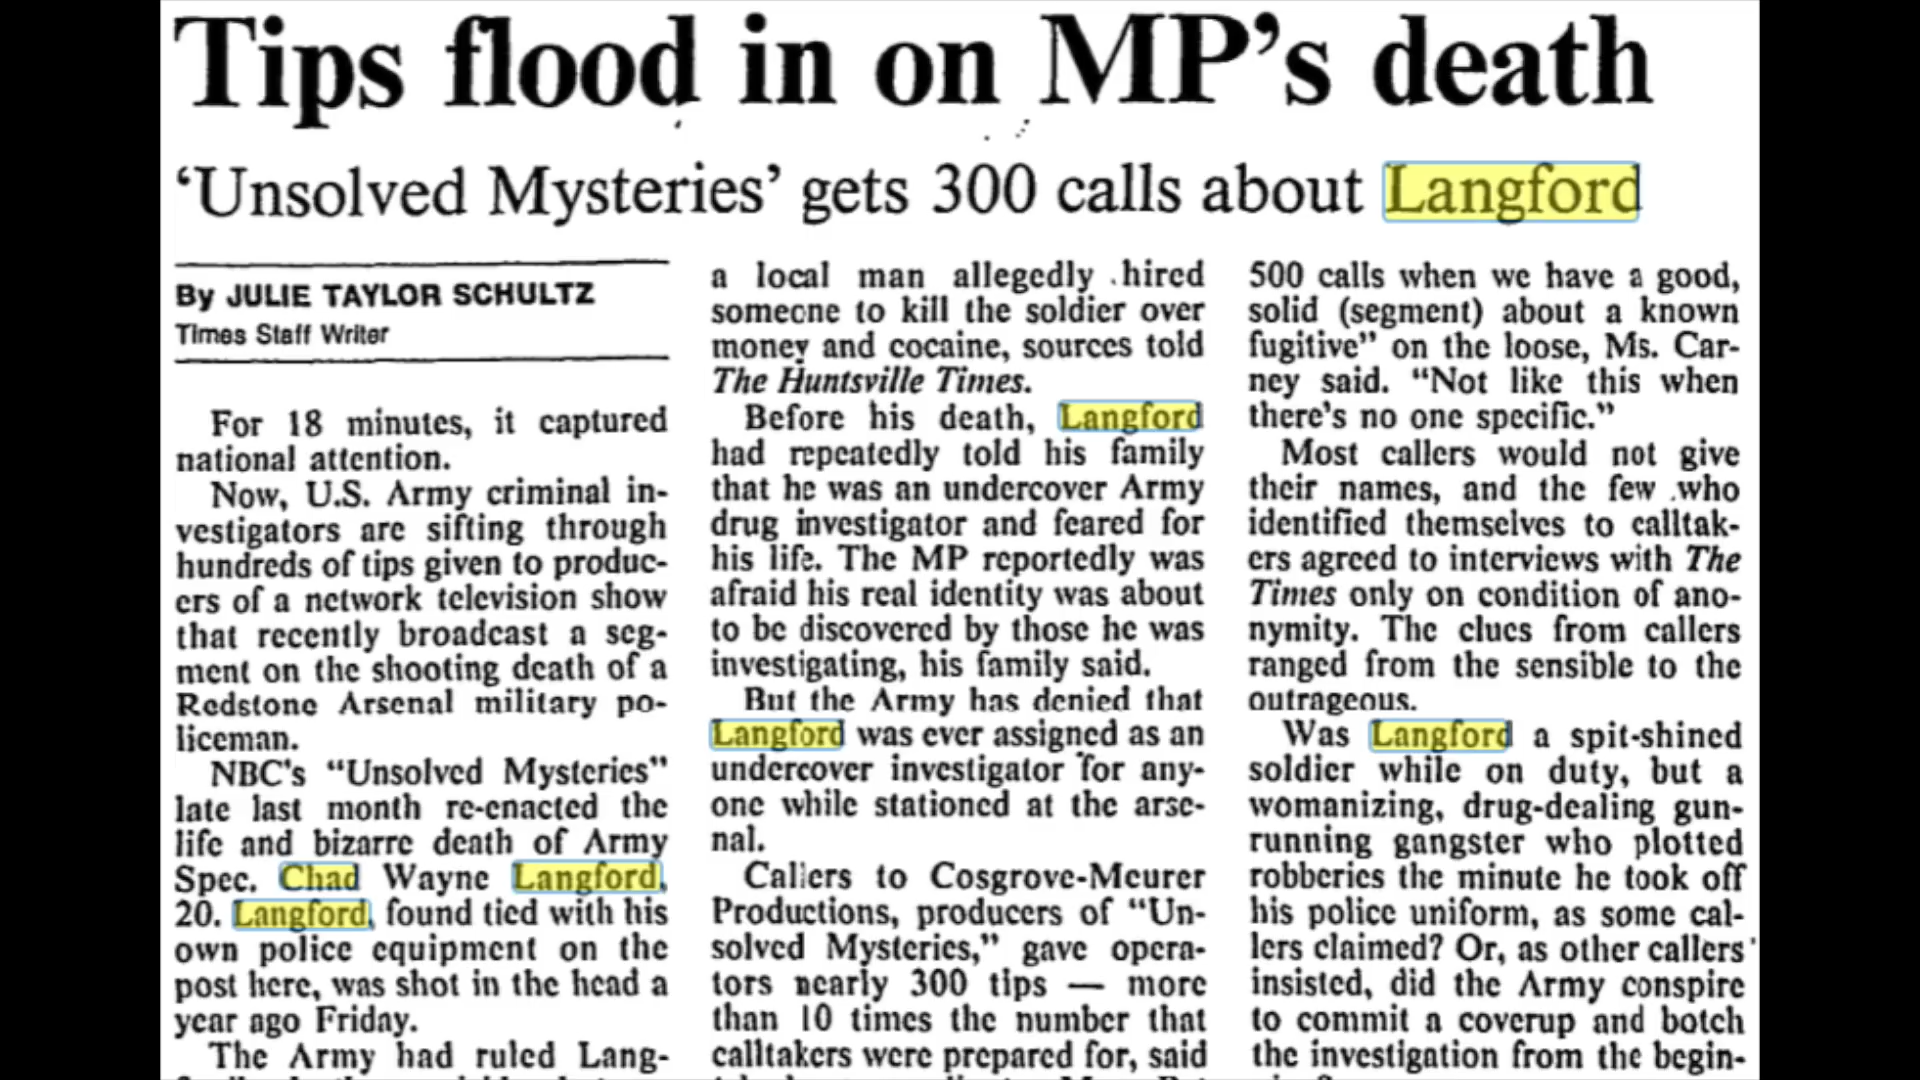 Tips flood in on MP's death
'Unsolved Mysteries' gets 300 calls about Langford
By JULIE TAYLOR SCHULTZ
Times Staff Writer
For 18 minutes, it captured
national attention.
Now, U.S. Army criminal in-
vestigators are sifting through
hundreds of tips given to produc-
ers of a network television show
that recently broadcast a seg-
ment on the shooting death of a
Redstone Arsenal military po-
liceman.
NBC's "Unsolved Mysteries"
late last month re-enacted the
life and bizarre death of Army
Spec. Chad Wayne Langford,
20. Langford, found tied with his
own police equipment on the
post here, was shot in the head a
year ago Friday.
The Army had ruled Lang-
a local man allegedly hired
someone to kill the soldier over
money and cocaine, sources told
The Huntsville Times.
Before his death, Langford
had repeatedly told his family
that he was an undercover Army
drug investigator and feared for
his life. The MP reportedly was
afraid his real identity was about
to be discovered by those he was
investigating, his family said.
But the Army has denied that
Langford was ever assigned as an
undercover investigator for any-
one while stationed at the arse-
nal.
Callers to Cosgrove-Meurer
Productions, producers of "Un-
solved Mysteries," gave opera-
tors nearly 300 tips — more
than 10 times the number that
calltakers were prepared for, said
500 calls when we have a good,
solid (segment) about a known
fugitive" on the loose, Ms. Car-
ney said. "Not like this when
there's no one specific."
Most callers would not give
their names, and the few who
identified themselves to calltak-
ers agreed to interviews with The
Times only on condition of ano-
nymity. The clues from callers
ranged from the sensible to the
outrageous.
Was Langford a spit-shined
soldier while on duty, but a
womanizing, drug-dealing gun-
running gangster who plotted
robberies the minute he took off
his police uniform, as some cal-
lers claimed? Or, as other callers
insisted, did the Army conspire
to commit a coverup and botch
the investigation from the begin-